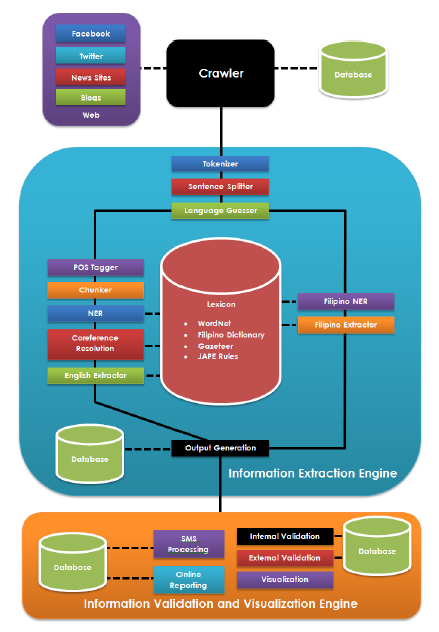 Facebook
Twitter
News Sites
Blogs
Web
Crawler
Database
Tokenizer
Sentence Splitter
Language Guesser
POS Tagger
Chunker
NER
Coreference
Resolution
English Extractor
Lexicon
• WordNet
• Filipino Dictionary
• Gazeteer
• JAPE Rules
Filipino NER
Filipino Extractor
Database
Output Generation
Information Extraction Engine
Database
SMS
Processing
Online
Reporting
Internal Validation
External Validation
Visualization
Database
Information Validation and Visualization Engine